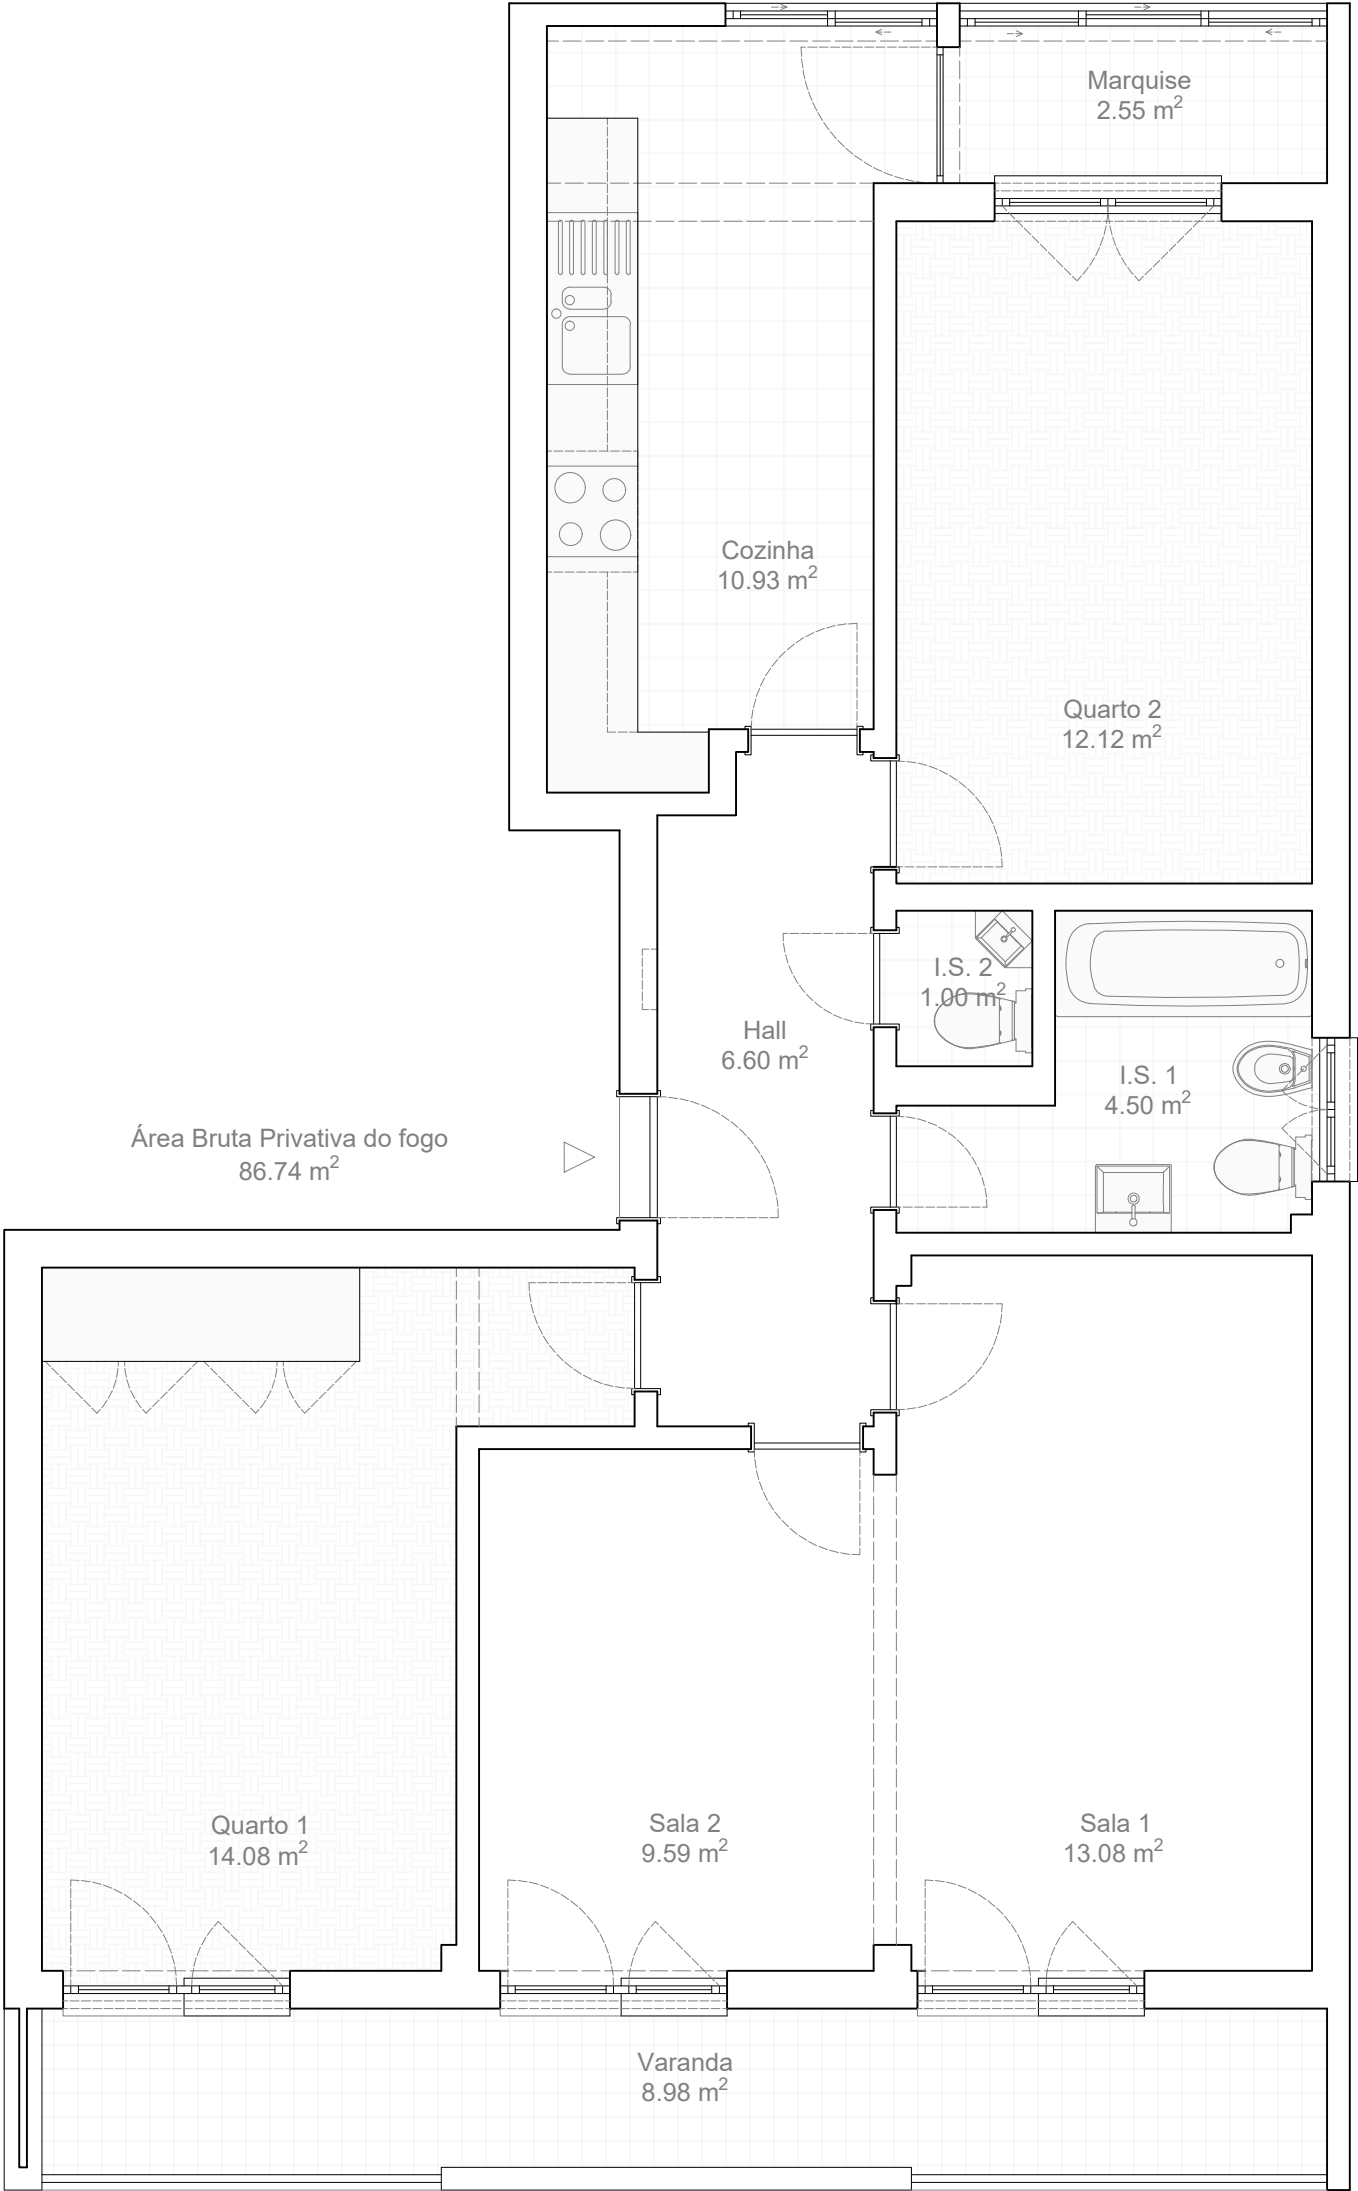 Marquise
2.55 m²
Cozinha
10.93 m²
Quarto 2
12.12 m²
I.S. 2
1.00 m²
Hall
6.60 m²
I.S. 1
4.50 m²
Área Bruta Privativa do fogo
86.74 m²
Quarto 1
14.08 m²
Sala 2
9.59 m²
Sala 1
13.08 m²
Varanda
8.98 m²